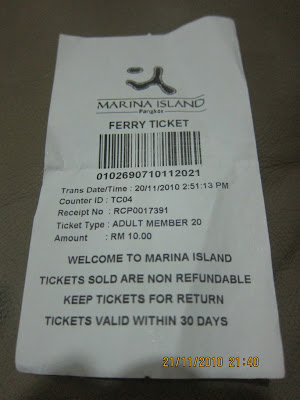 MARINA ISLAND
Pangkor
FERRY TICKET
0102690710112021
Trans Date/Time : 20/11/2010 2:51:13 PM
Counter ID : TC04
Receipt No : RCP0017391
Ticket Type : ADULT MEMBER 20
Amount : RM 10.00
WELCOME TO MARINA ISLAND
TICKETS SOLD ARE NON REFUNDABLE
KEEP TICKETS FOR RETURN
TICKETS VALID WITHIN 30 DAYS
21/11/2010 21:40